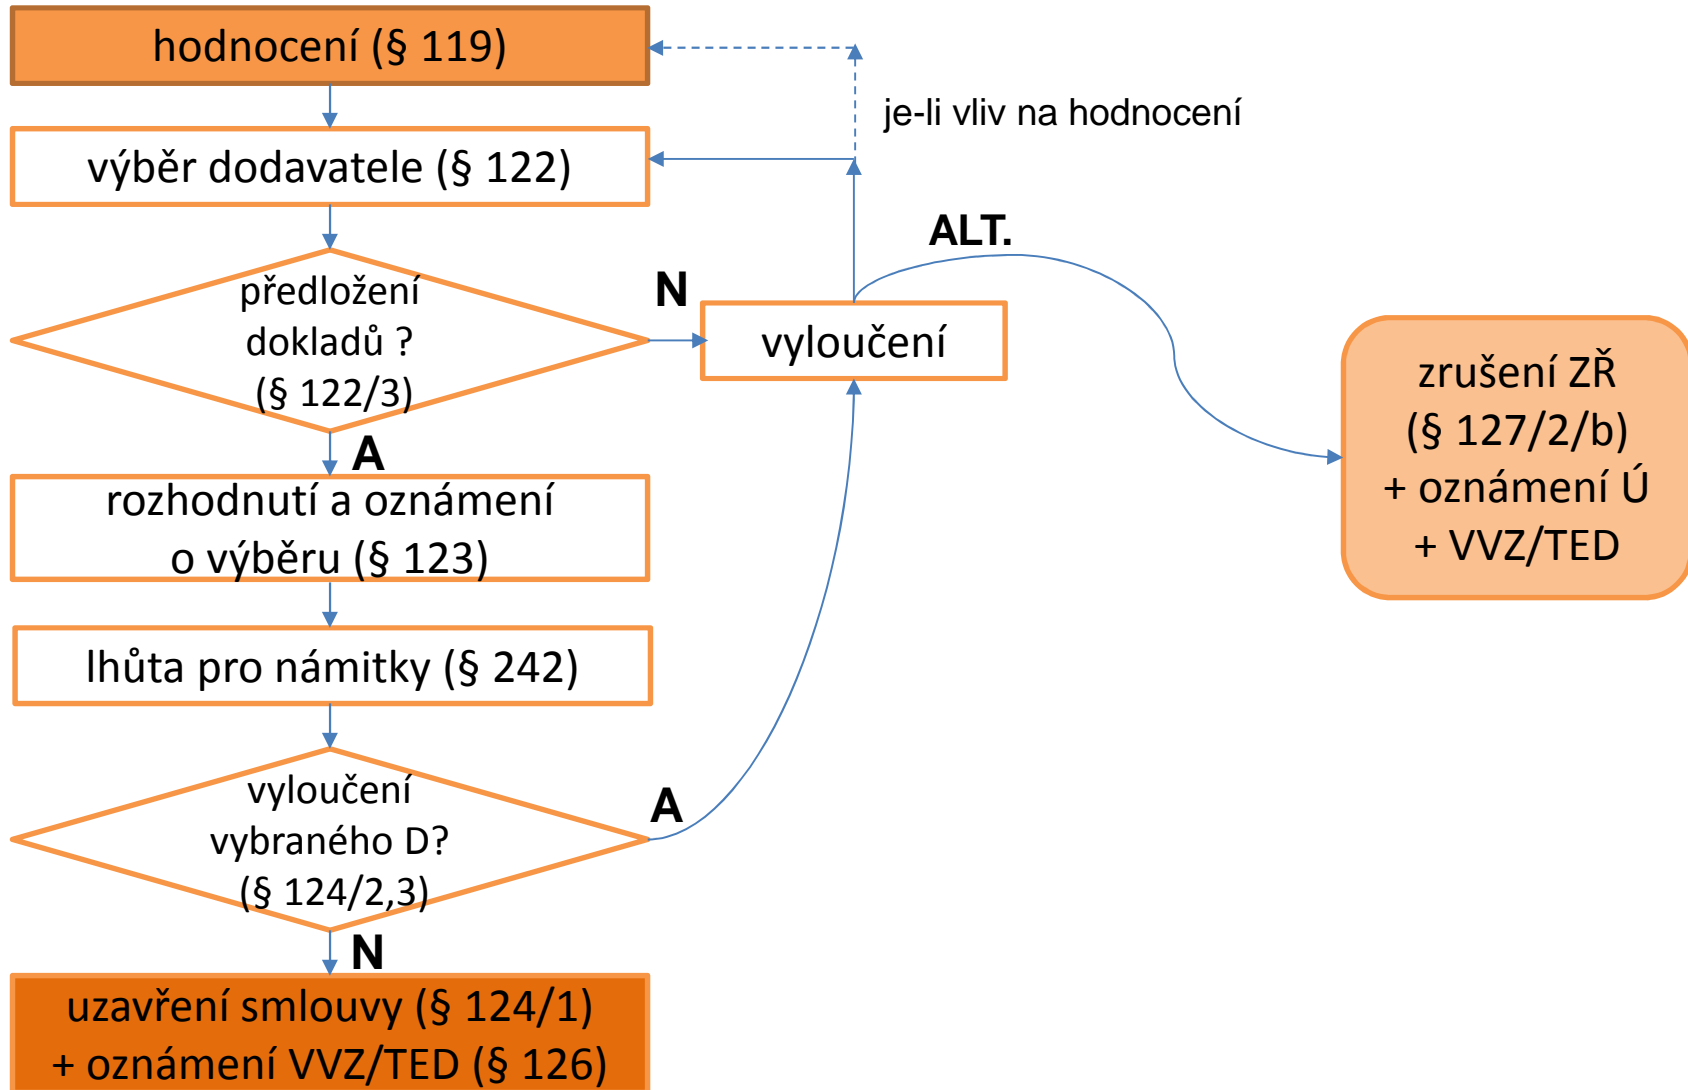 hodnocení (§ 119)
je-li vliv na hodnocení
výběr dodavatele (§ 122)
ALT.
předložení
dokladů ?
(§ 122/3)
N
vyloučení
zrušení ZŘ
(§ 127/2/b)
+ oznámení Ú
+ VVZ/TED
A
rozhodnutí a oznámení
o výběru (§ 123)
lhůta pro námitky (§ 242)
vyloučení
vybraného D?
(§ 124/2,3)
A
N
uzavření smlouvy (§ 124/1)
+ oznámení VVZ/TED (§ 126)